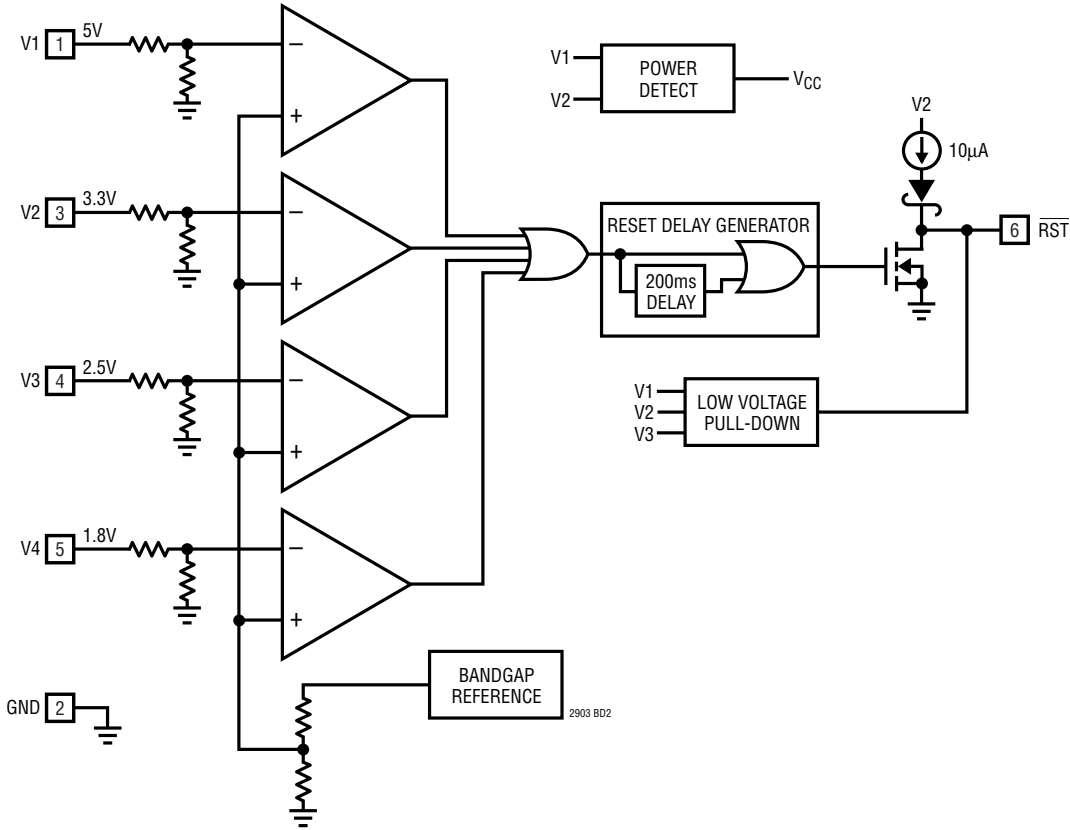 V1 1 5V
−
+
V1
V2
POWER
DETECT
VCC
V2
10µA
V2 3 3.3V
−
+
RESET DELAY GENERATOR
200ms
DELAY
6 RST
V3 4 2.5V
−
+
V1
V2
V3
LOW VOLTAGE
PULL-DOWN
V4 5 1.8V
−
+
BANDGAP
REFERENCE
2903 BD2
GND 2